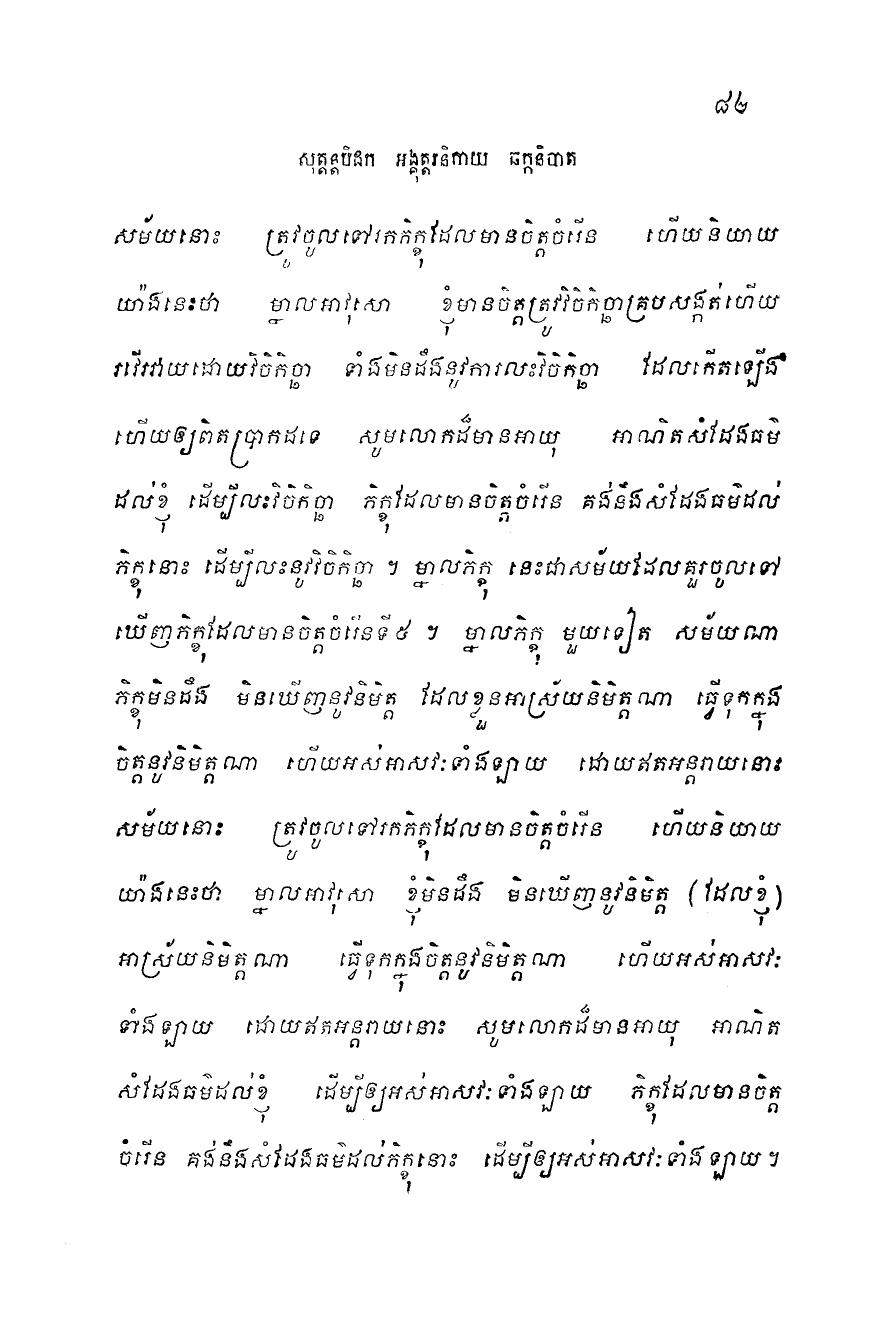 ៨២
សុត្តន្តបិដក អង្គុត្តរនិកាយ ឆក្កនិបាត
សម័យនោះ ត្រូវចូលទៅរកភិក្ខុដែលមានចិត្តចំរើន ហើយនិយាយ
យ៉ាងនេះថា ម្នាលអាវុសោ ខ្ញុំមានចិត្តត្រូវវិចិកិច្ឆាគ្របសង្កត់ហើយ
រវើរវាយដោយវិចិកិច្ឆា ទាំងមិនដឹងនូវការលះវិចិកិច្ឆា ដែលកើតឡើង
ហើយឲ្យពិតប្រាកដទេ សូមលោកដ៏មានអាយុ អាណិតសំដែងធម៌
ដល់ខ្ញុំ ដើម្បីលះវិចិកិច្ឆា ភិក្ខុដែលមានចិត្តចំរើន គង់នឹងសំដែងធម៌ដល់
ភិក្ខុនោះ ដើម្បីលះនូវវិចិកិច្ឆា ។ ម្នាលភិក្ខុ នេះជាសម័យដែលគួរចូលទៅ
ឃើញភិក្ខុដែលមានចិត្តចំរើនទី៥ ។ ម្នាលភិក្ខុ មួយទៀត សម័យណា
ភិក្ខុមិនដឹង មិនឃើញនូវនិមិត្ត ដែលខ្លួនអាស្រ័យនិមិត្តណា ធ្វើទុកក្នុង
ចិត្តនូវនិមិត្តណា ហើយអស់អាសវៈទាំងឡាយ ដោយឥតអន្តរាយនោះ
សម័យនោះ ត្រូវចូលទៅរកភិក្ខុដែលមានចិត្តចំរើន ហើយនិយាយ
យ៉ាងនេះថា ម្នាលអាវុសោ ខ្ញុំមិនដឹង មិនឃើញនូវនិមិត្ត (ដែលខ្ញុំ)
អាស្រ័យនិមិត្តណា ធ្វើទុកក្នុងចិត្តនូវនិមិត្តណា ហើយអស់អាសវៈ
ទាំងឡាយ ដោយឥតអន្តរាយនោះ សូមលោកដ៏មានអាយុ អាណិត
សំដែងធម៌ដល់ខ្ញុំ ដើម្បីឲ្យអស់អាសវៈទាំងឡាយ ភិក្ខុដែលមានចិត្ត
ចំរើន គង់នឹងសំដែងធម៌ដល់ភិក្ខុនោះ ដើម្បីឲ្យអស់អាសវៈទាំងឡាយ ។